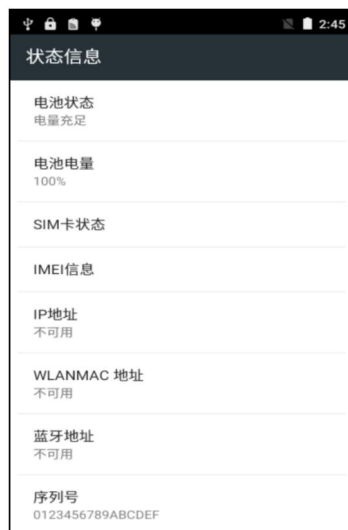 2:45
状态信息
电池状态
电量充足
电池电量
100%
SIM卡状态
IMEI信息
IP地址
不可用
WLANMAC 地址
不可用
蓝牙地址
不可用
序列号
0123456789ABCDEF